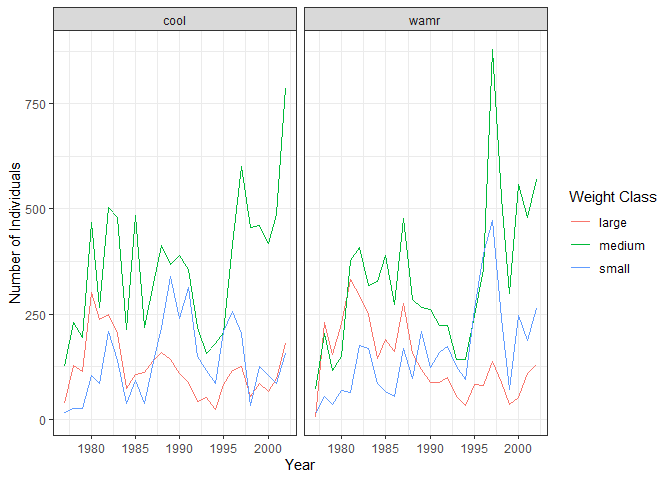 cool wamr
Number of Individuals
750
500
250
0
1980 1985 1990 1995 2000 1980 1985 1990 1995 2000
Year
Weight Class
large
medium
small